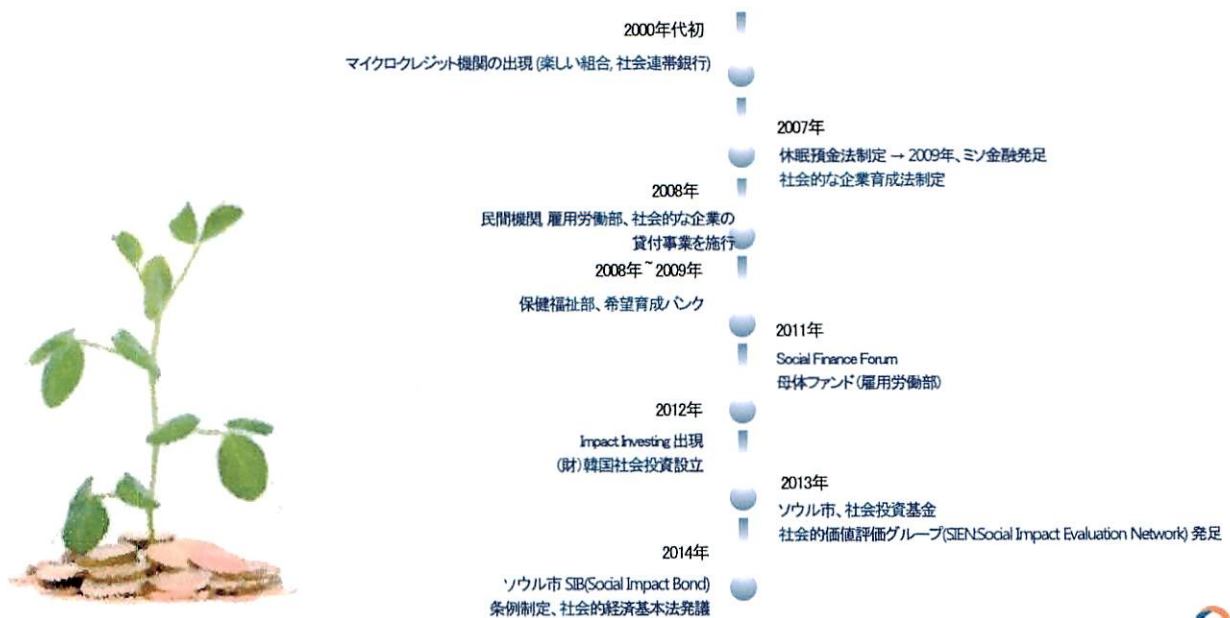 2000年代初
マイクロクレジット機関の出現 (楽しい組合, 社会連帯銀行)
2007年
休眠預金法制定 → 2009年、ミソ金融発足
社会的な企業育成法制定
2008年
民間機関, 雇用労働部、社会的な企業の
貸付事業を施行
2008年~2009年
保健福祉部、希望育成バンク
2011年
Social Finance Forum
母体ファンド(雇用労働部)
2012年
Impact Investing 出現
(財)韓国社会投資設立
2013年
ソウル市、社会投資基金
社会的価値評価グループ(SIEN:Social Impact Evaluation Network) 発足
2014年
ソウル市 SIB(Social Impact Bond)
条例制定、社会的経済基本法発議